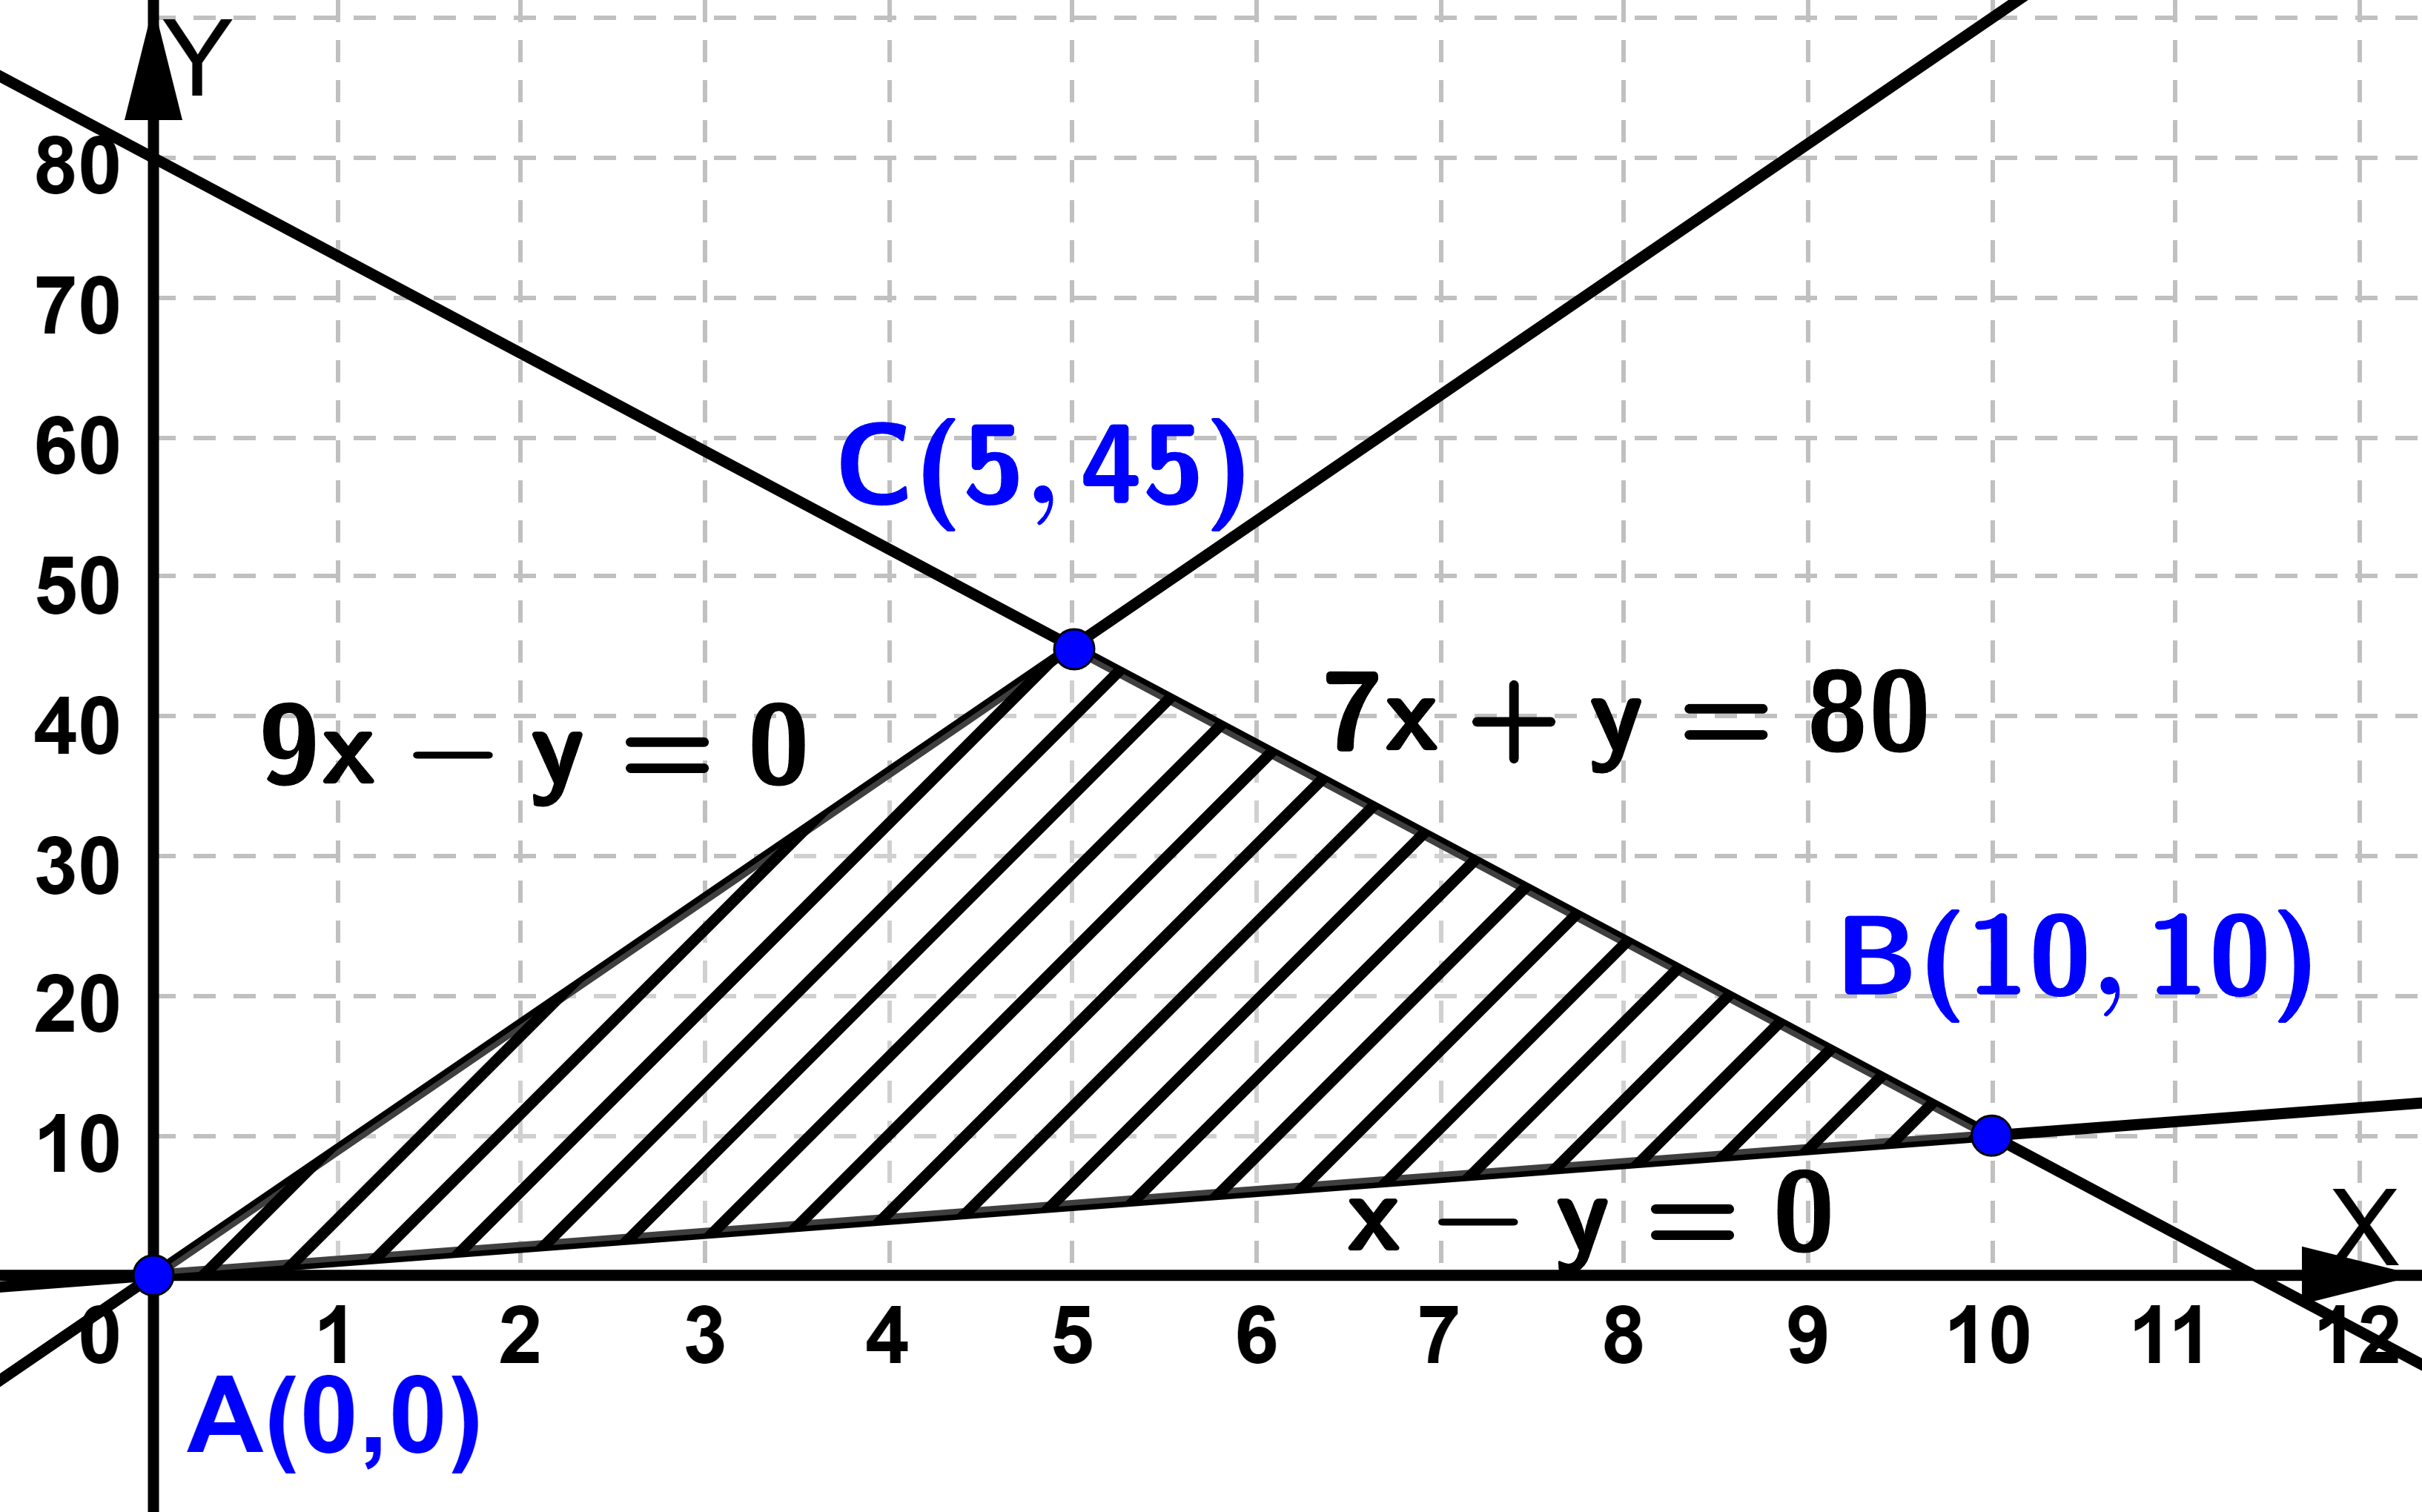 Y
80
70
C(5, 45)
60
50
9x − y = 0
7x + y = 80
40
30
B(10, 10)
20
10
x − y = 0
X
0 1 2 3 4 5 6 7 8 9 10 11 12
A(0,0)